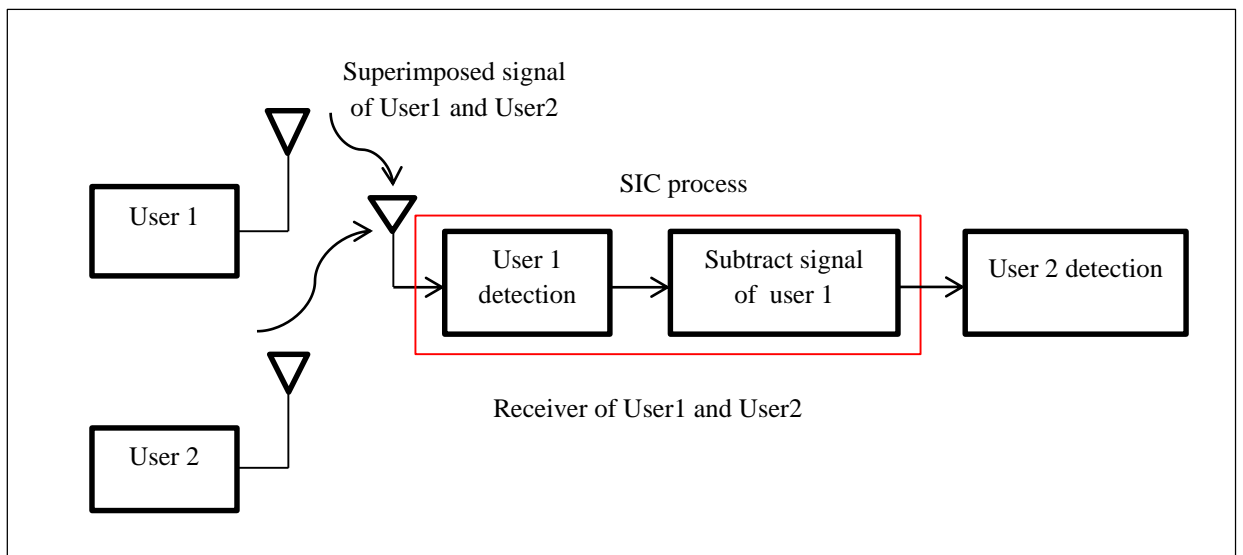 Superimposed signal
of User1 and User2
User 1
SIC process
User 1
detection
Subtract signal
of user 1
User 2 detection
Receiver of User1 and User2
User 2